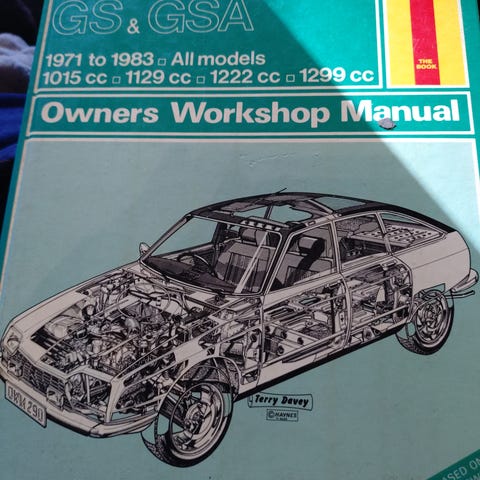 GS & GSA
1971 to 1983 □ All models
1015 cc □ 1129 cc □ 1222 cc □ 1299 cc
THE
BOOK
Owners Workshop Manual
Terry Davey
HAYNES